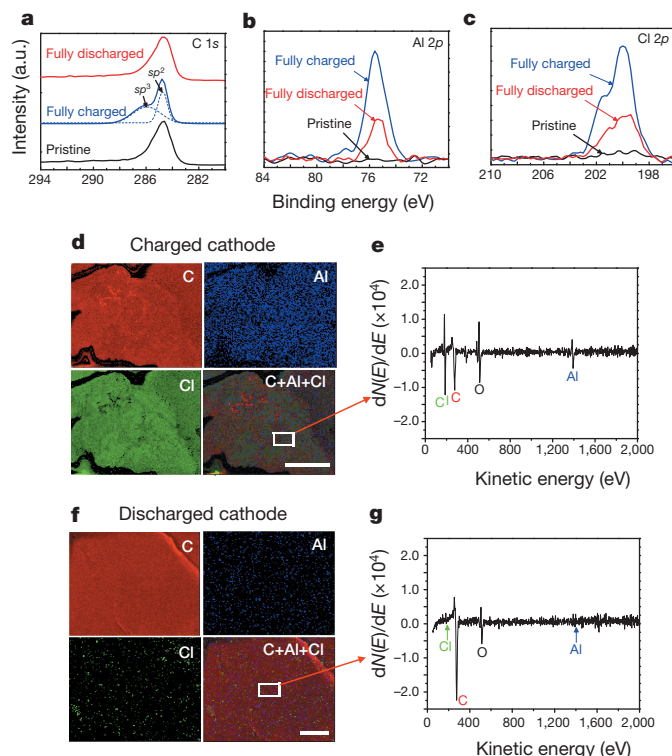 a
C 1s
Fully discharged
sp³ sp²
Fully charged
Pristine
Intensity (a.u.)
294 290 286 282
b
Al 2p
Fully charged
Fully discharged
Pristine
84 80 76 72
c
Cl 2p
Fully charged
Fully discharged
Pristine
210 206 202 198
Binding energy (eV)
d Charged cathode
C
Al
Cl
C+Al+Cl
e
dN(E)/dE (×10⁴)
2.0
1.0
0.0
−1.0
−2.0
Cl
C
O
Al
0 400 800 1,200 1,600 2,000
Kinetic energy (eV)
f Discharged cathode
C
Al
Cl
C+Al+Cl
g
dN(E)/dE (×10⁴)
2.0
1.0
0.0
−1.0
−2.0
Cl
C
O
Al
0 400 800 1,200 1,600 2,000
Kinetic energy (eV)